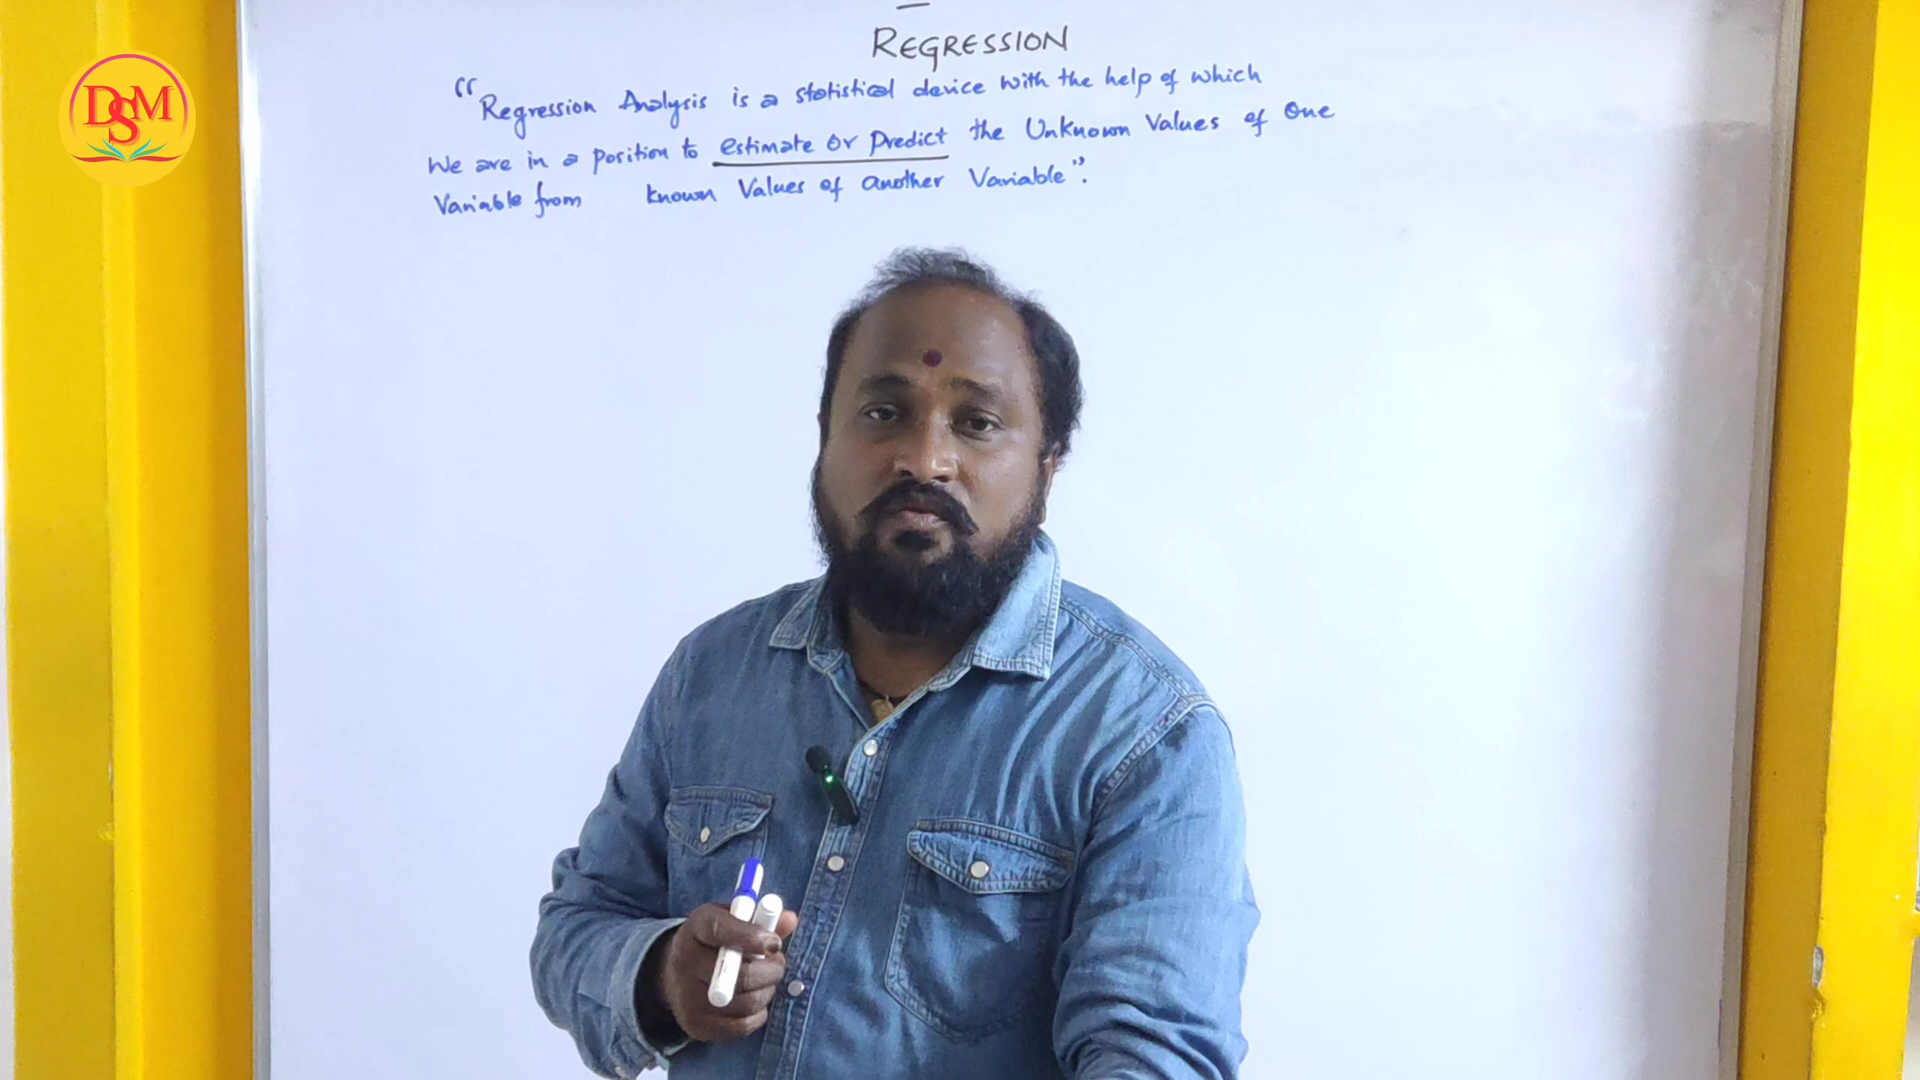 DSM
REGRESSION
"Regression Analysis is a statistical device with the help of which
We are in a position to estimate or Predict the Unknown Values of One
Variable from known Values of another Variable".